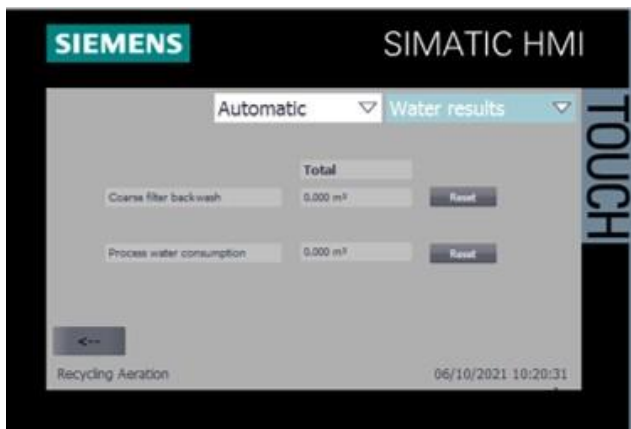 SIEMENS
SIMATIC HMI
TOUCH
Automatic
Water results
Total
Coarse filter backwash 0.000 m³ Reset
Process water consumption 0.000 m³ Reset
<--
Recycling Aeration 06/10/2021 10:20:31